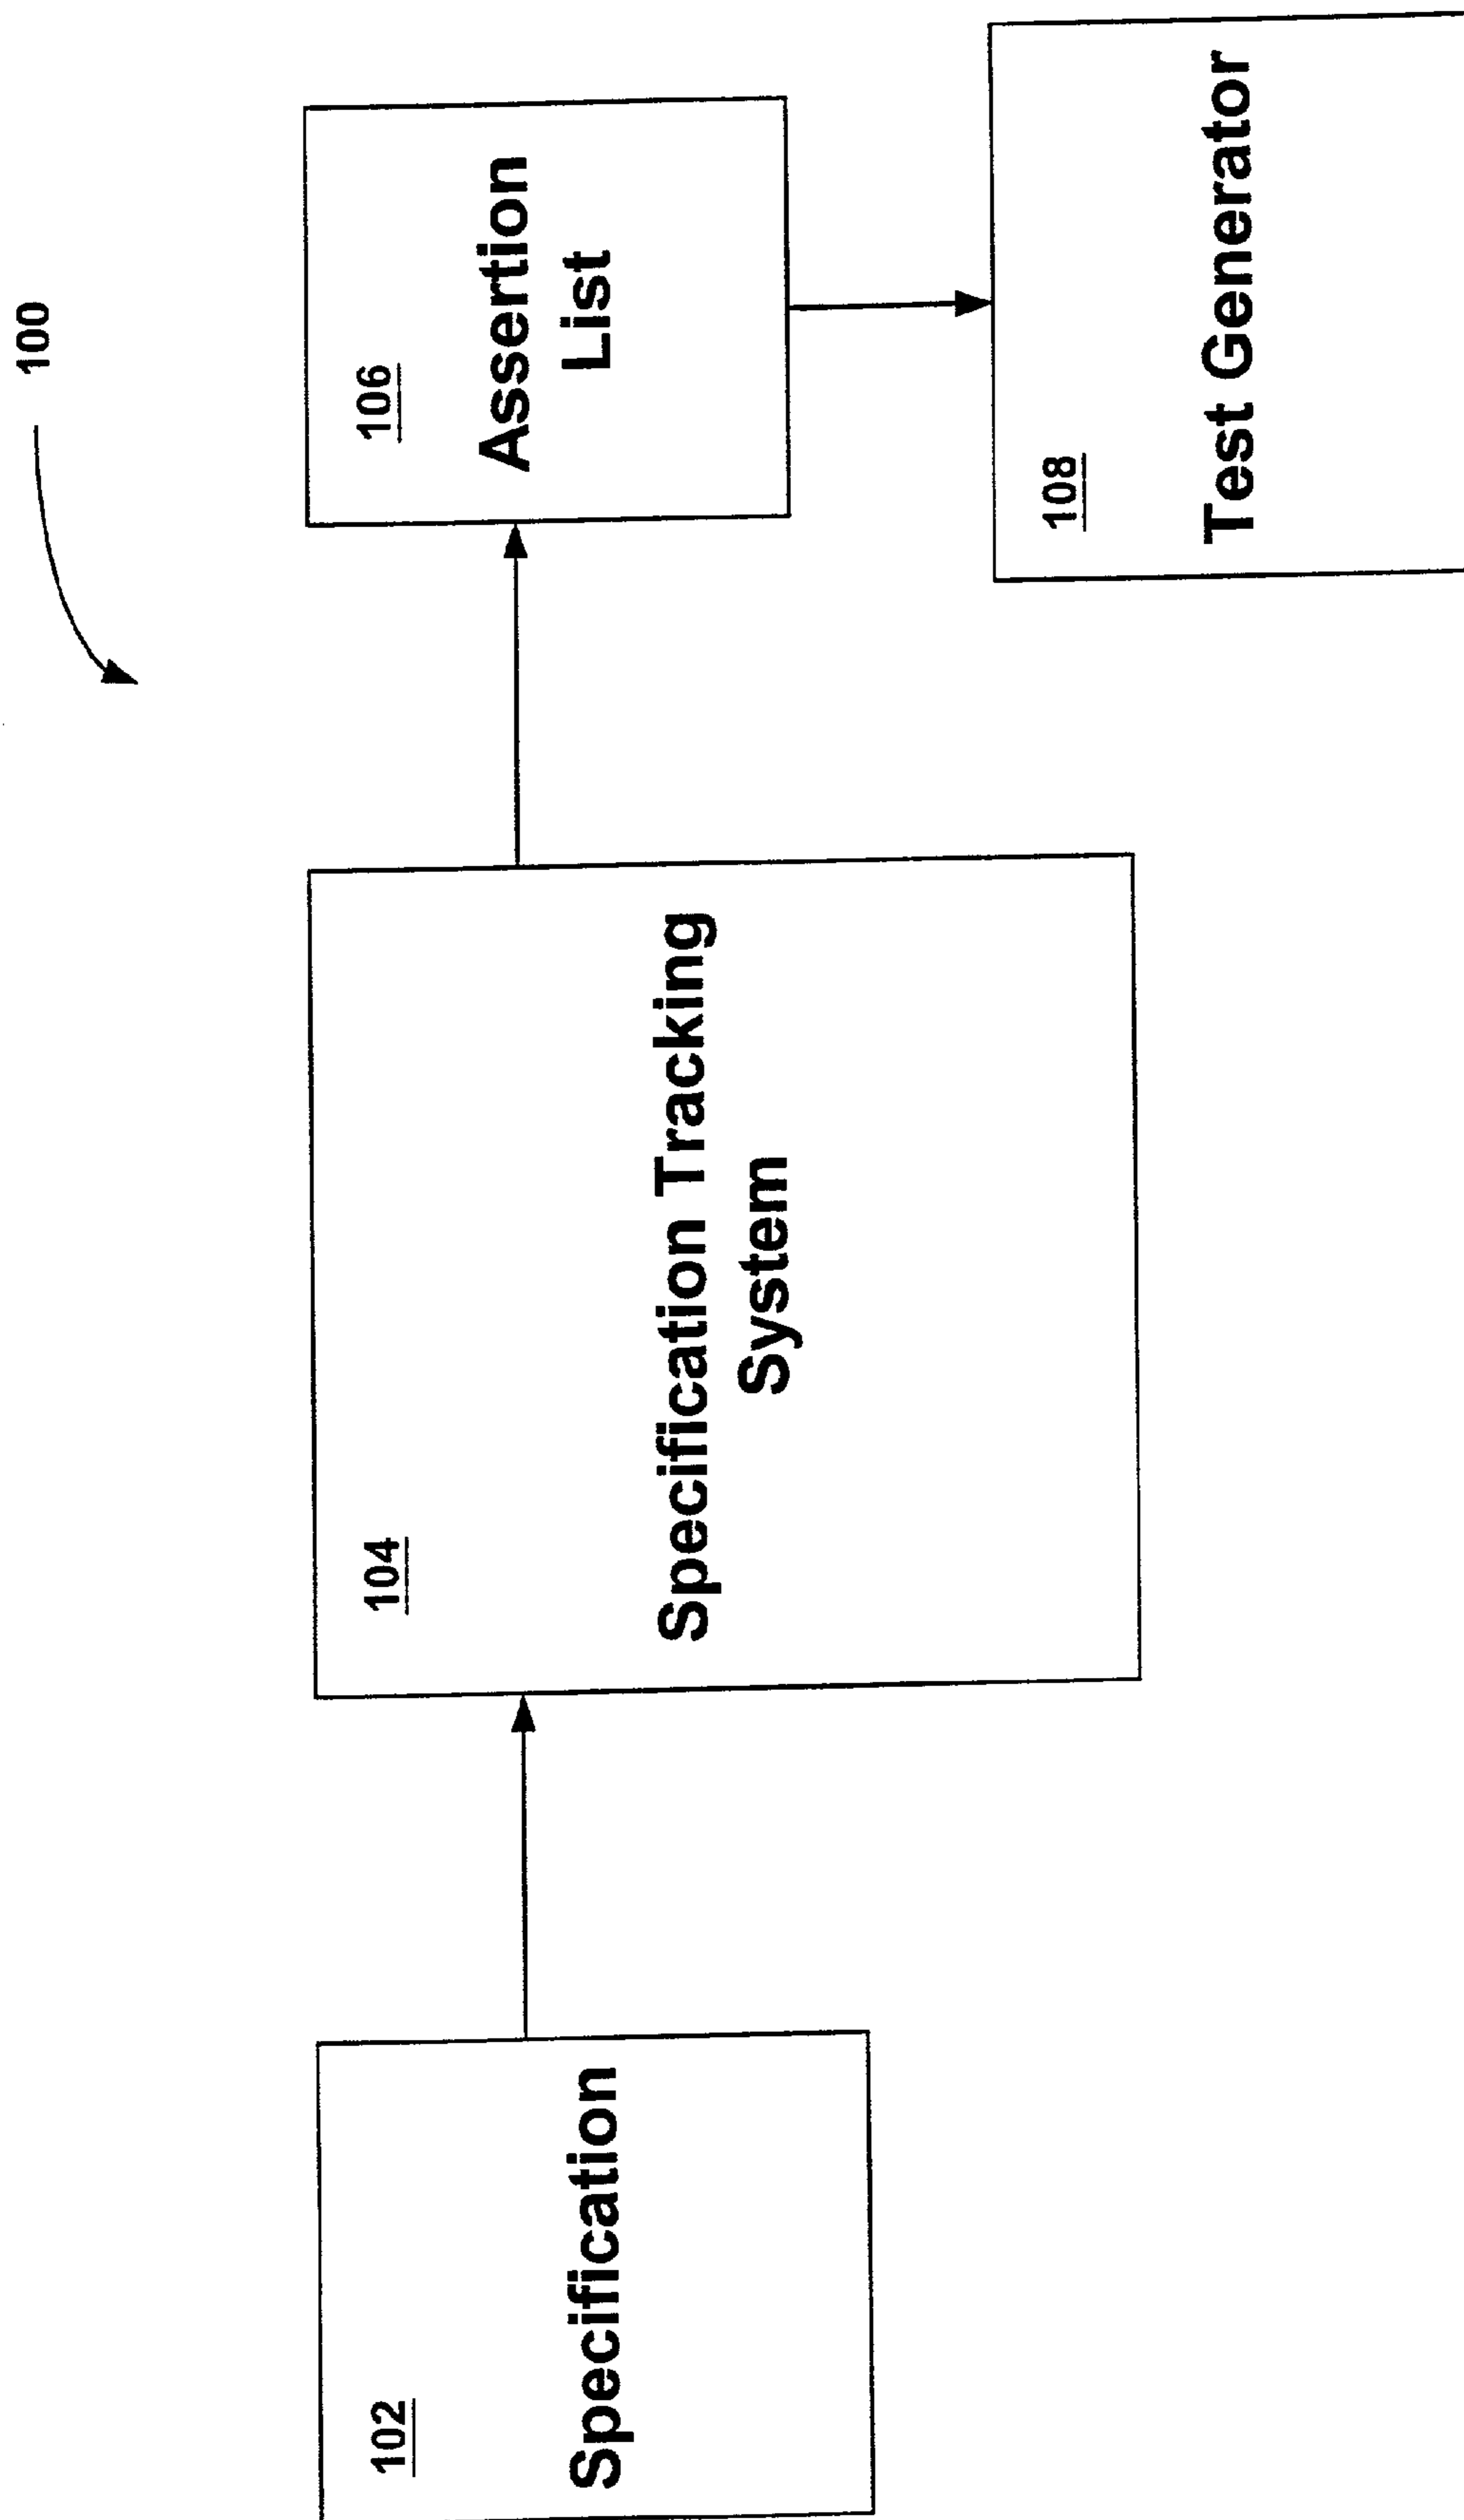 100
102
Specification
104
Specification Tracking
System
106
Assertion
List
108
Test Generator